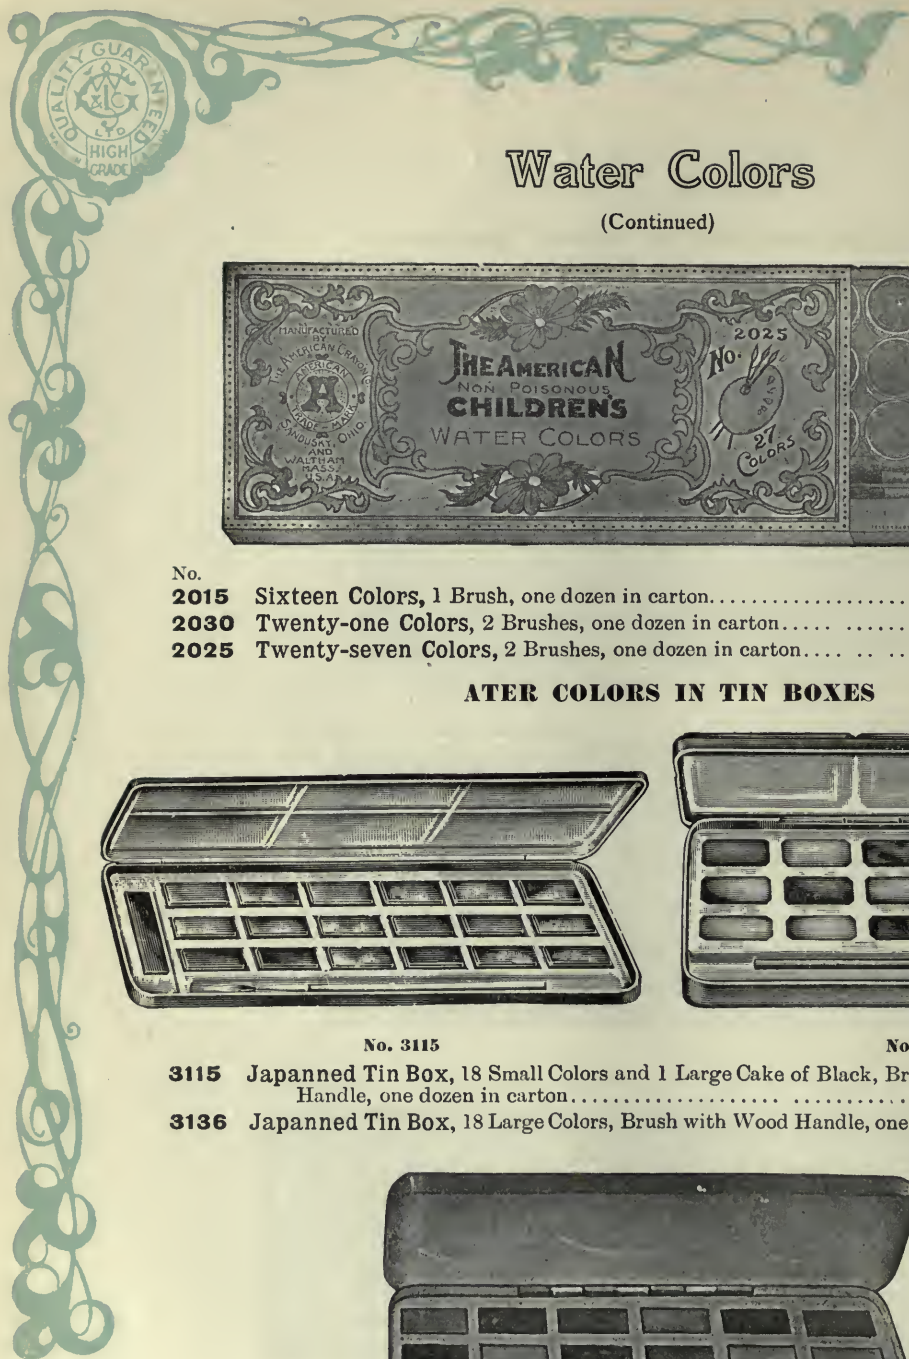 QUALITY GUARENTEED
LTD
HIGH
GRADE
Water Colors
(Continued)
MANUFACTURED
BY
THE AMERICAN CRAYON C
AMERICAN
A
TRADE-MARK
SANDUSKY, OHIO.
AND
WALTHAM
MASS.
U.S.A.
THE AMERICAN
NON POISONOUS
CHILDREN'S
WATER COLORS
No. 2025
27
COLORS
No.
2015 Sixteen Colors, 1 Brush, one dozen in carton....................
2030 Twenty-one Colors, 2 Brushes, one dozen in carton..... ..........
2025 Twenty-seven Colors, 2 Brushes, one dozen in carton.... .. .. ..
ATER COLORS IN TIN BOXES
No. 3115
No
3115 Japanned Tin Box, 18 Small Colors and 1 Large Cake of Black, Br
Handle, one dozen in carton.................... ............
3136 Japanned Tin Box, 18 Large Colors, Brush with Wood Handle, one